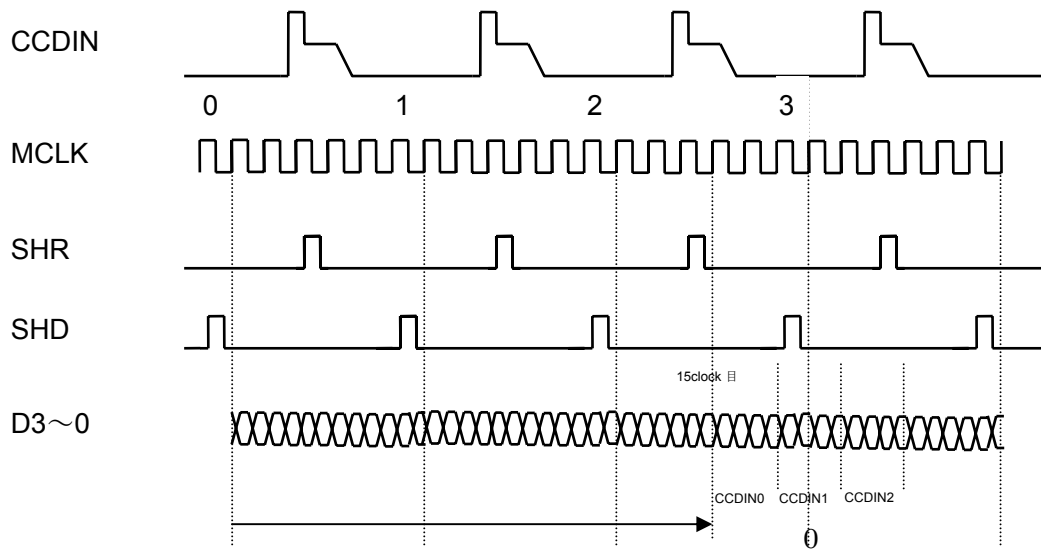 CCDIN
0 1 2 3
MCLK
SHR
SHD
15clock 目
D3～0
CCDIN0 CCDIN1 CCDIN2
0